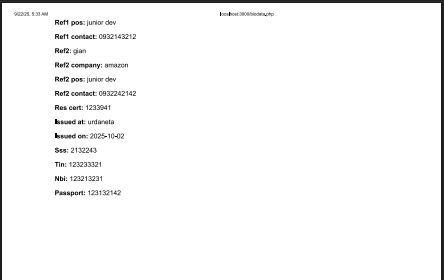 9/22/25, 5:33 AM localhost:3000/biodata.php
Ref1 pos: junior dev
Ref1 contact: 0932143212
Ref2: gian
Ref2 company: amazon
Ref2 pos: junior dev
Ref2 contact: 0932242142
Res cert: 1233941
Issued at: urdaneta
Issued on: 2025-10-02
Sss: 2132243
Tin: 123233321
Nbi: 123213231
Passport: 123132142